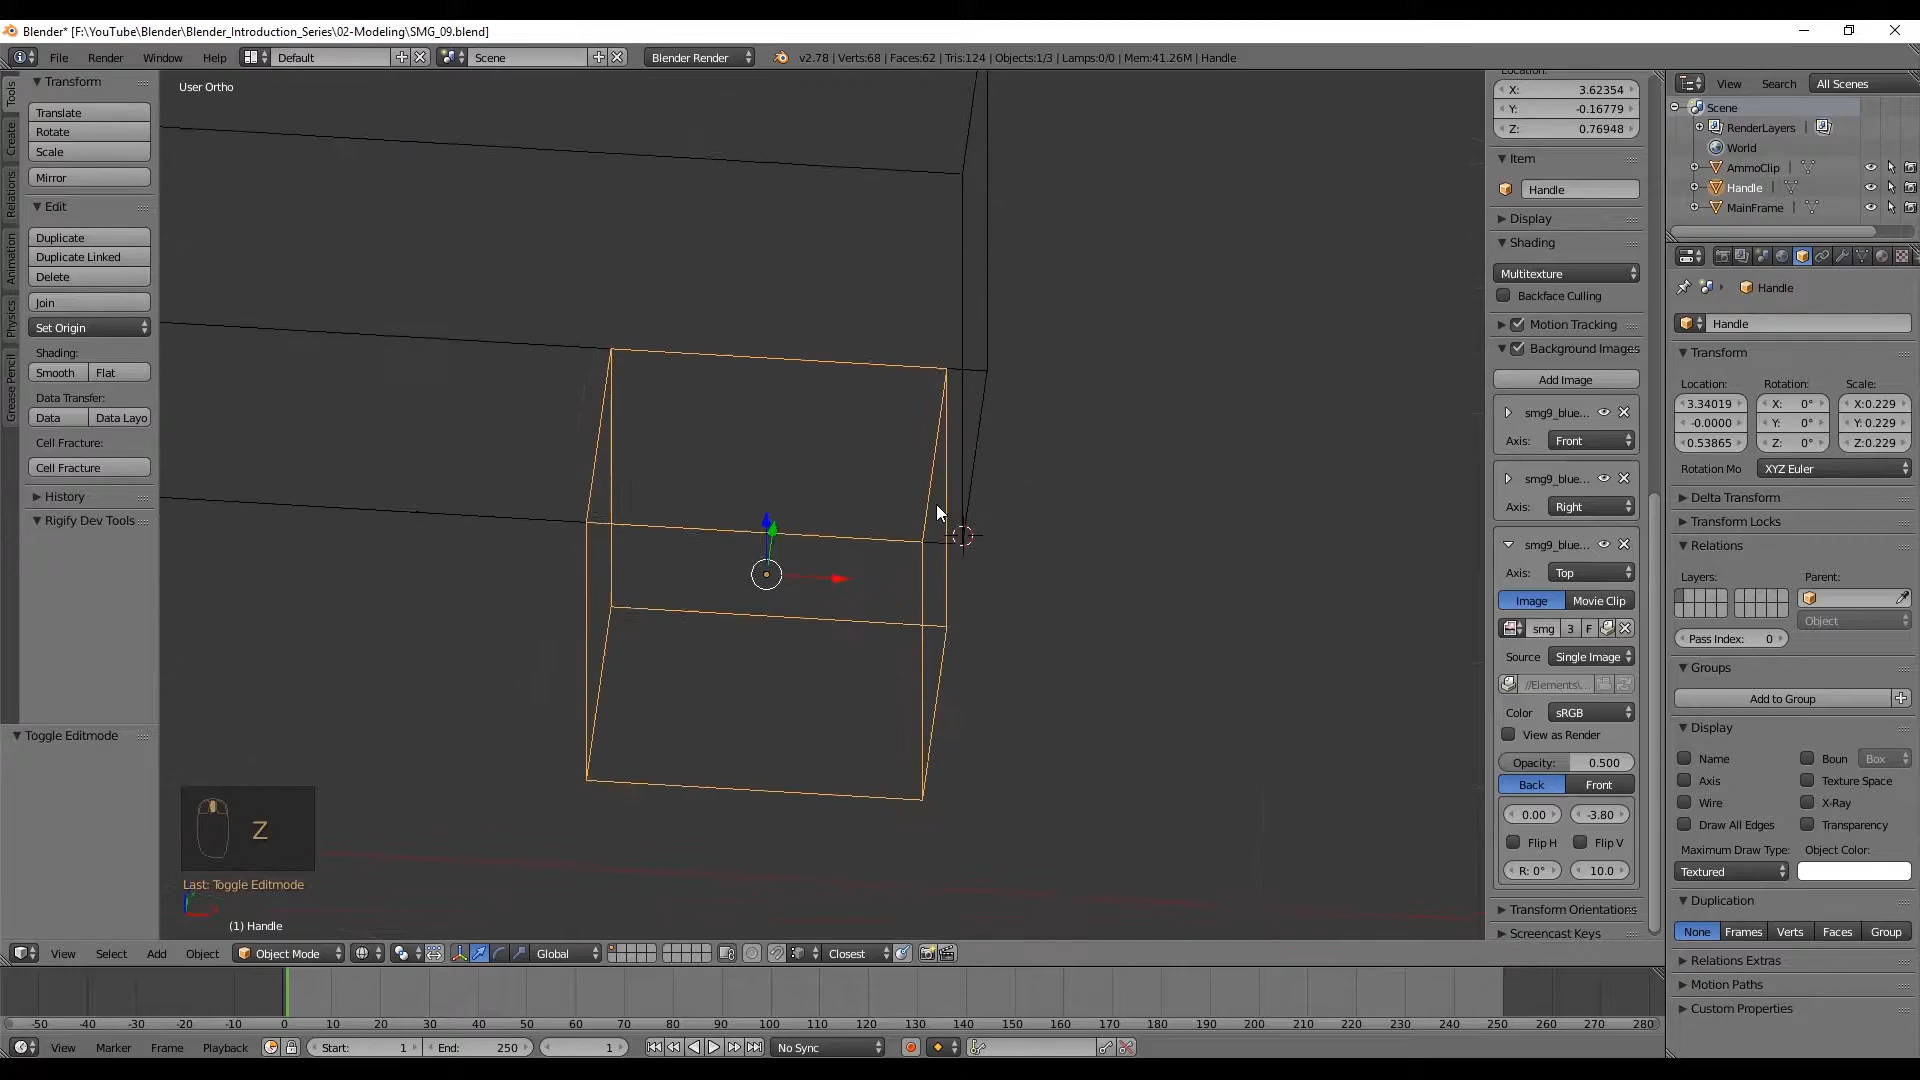 Blender* [F:\YouTube\Blender\Blender_Introduction_Series\02-Modeling\SMG_09.blend]
File Render Window Help Default Scene Blender Render v2.78 | Verts:68 | Faces:62 | Tris:124 | Objects:1/3 | Lamps:0/0 | Mem:41.26M | Handle
Tools
Create
Relations
Animation
Physics
Grease Pencil
Transform
Translate
Rotate
Scale
Mirror
Edit
Duplicate
Duplicate Linked
Delete
Join
Set Origin
Shading:
Smooth Flat
Data Transfer:
Data Data Layo
Cell Fracture:
Cell Fracture
History
Rigify Dev Tools
Toggle Editmode
User Ortho
Z
Last: Toggle Editmode
(1) Handle
Location:
X: 3.62354
Y: -0.16779
Z: 0.76948
Item
Handle
Display
Shading
Multitexture
Backface Culling
Motion Tracking
Background Images
Add Image
smg9_blue...
Axis: Front
smg9_blue...
Axis: Right
smg9_blue...
Axis: Top
Image Movie Clip
smg 3 F
Source Single Image
//Elements\...
Color sRGB
View as Render
Opacity: 0.500
Back Front
0.00 -3.80
Flip H Flip V
R: 0° 10.0
Transform Orientations
Screencast Keys
View Search All Scenes
Scene
RenderLayers
World
AmmoClip
Handle
MainFrame
Handle
Handle
Transform
Location: Rotation: Scale:
3.34019 X: 0° X:0.229
-0.0000 Y: 0° Y:0.229
0.53865 Z: 0° Z:0.229
Rotation Mo XYZ Euler
Delta Transform
Transform Locks
Relations
Layers: Parent:
Object
Pass Index: 0
Groups
Add to Group
Display
Name Boun Box
Axis Texture Space
Wire X-Ray
Draw All Edges Transparency
Maximum Draw Type: Object Color:
Textured
Duplication
None Frames Verts Faces Group
Relations Extras
Motion Paths
Custom Properties
View Select Add Object Object Mode Global Closest
-50 -40 -30 -20 -10 0 10 20 30 40 50 60 70 80 90 100 110 120 130 140 150 160 170 180 190 200 210 220 230 240 250 260 270 280
View Marker Frame Playback Start: 1 End: 250 1 No Sync